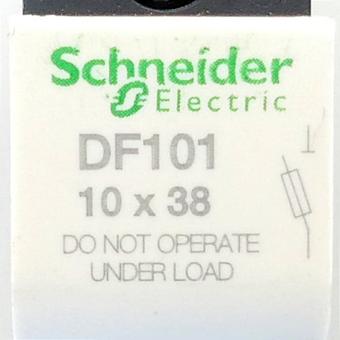 Schneider
Electric
DF101
10 x 38
DO NOT OPERATE
UNDER LOAD